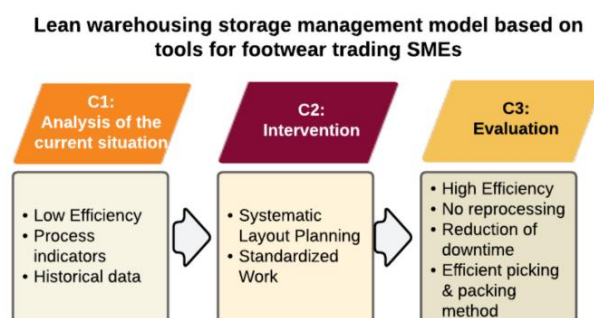 Lean warehousing storage management model based on
tools for footwear trading SMEs
C1:
Analysis of the
current situation
• Low Efficiency
• Process
indicators
• Historical data
C2:
Intervention
• Systematic
Layout Planning
• Standardized
Work
C3:
Evaluation
• High Efficiency
• No reprocessing
• Reduction of
downtime
• Efficient picking
& packing
method